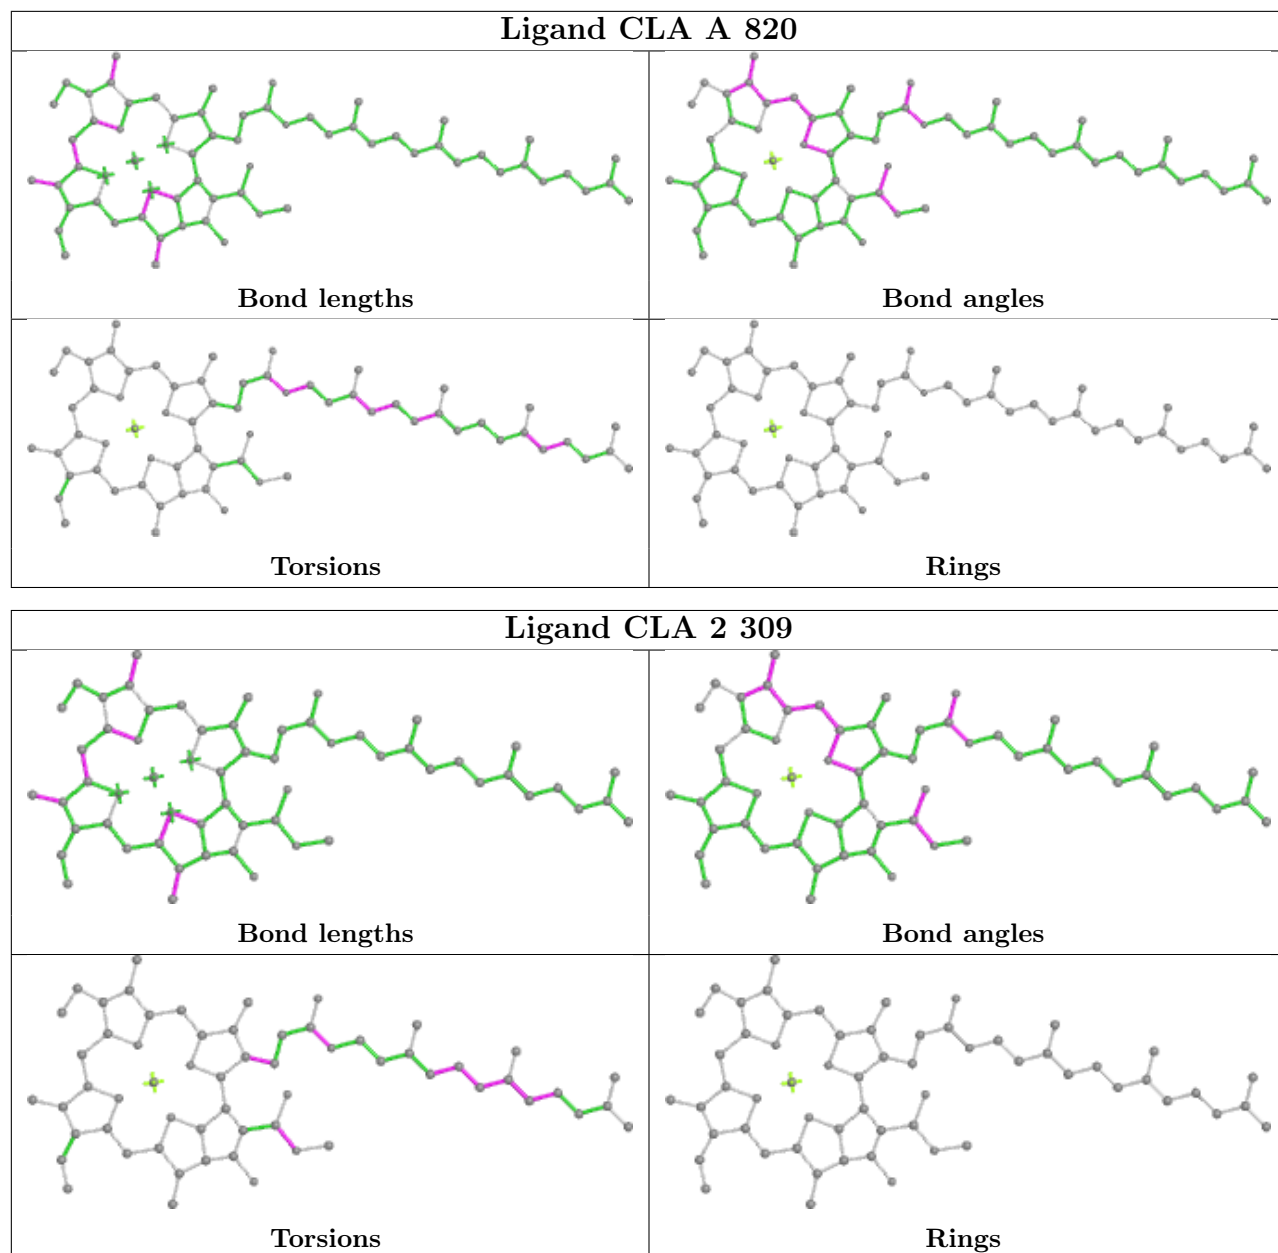 Ligand CLA A 820
Bond lengths
Bond angles
Torsions
Rings
Ligand CLA 2 309
Bond lengths
Bond angles
Torsions
Rings